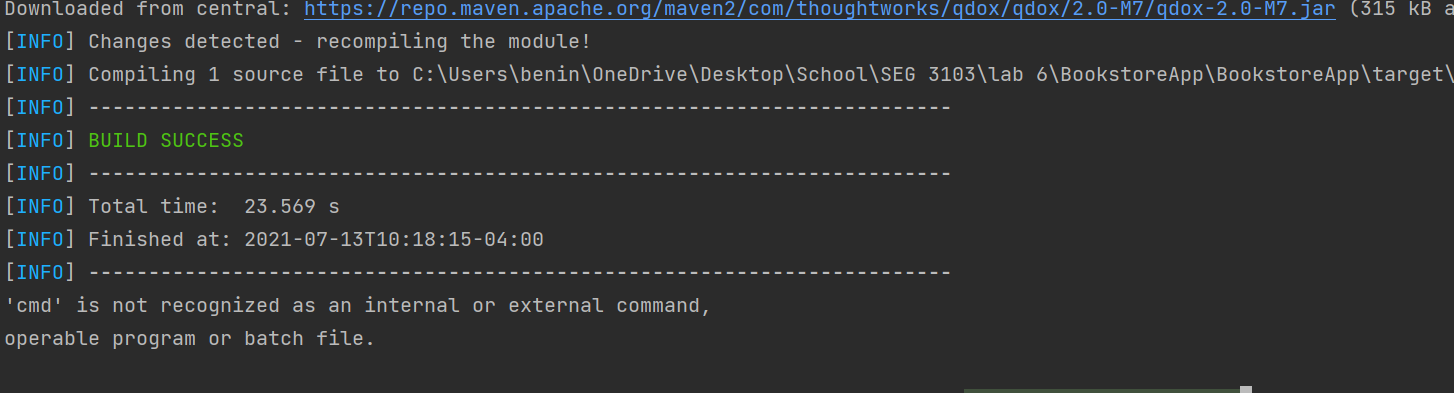 Downloaded from central: https://repo.maven.apache.org/maven2/com/thoughtworks/qdox/qdox/2.0-M7/qdox-2.0-M7.jar (315 kB a
[INFO] Changes detected - recompiling the module!
[INFO] Compiling 1 source file to C:\Users\benin\OneDrive\Desktop\School\SEG 3103\lab 6\BookstoreApp\BookstoreApp\target\
[INFO] ------------------------------------------------------------------------
[INFO] BUILD SUCCESS
[INFO] ------------------------------------------------------------------------
[INFO] Total time:  23.569 s
[INFO] Finished at: 2021-07-13T10:18:15-04:00
[INFO] ------------------------------------------------------------------------
'cmd' is not recognized as an internal or external command,
operable program or batch file.